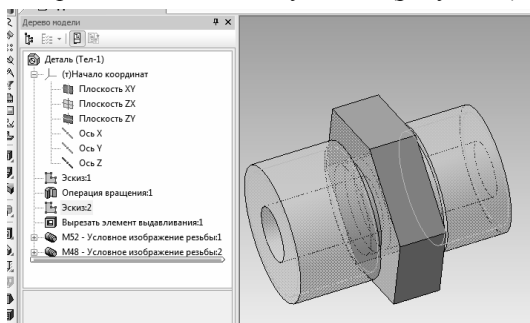 Дерево модели
Деталь (Тел-1)
(т)Начало координат
Плоскость XY
Плоскость ZX
Плоскость ZY
Ось X
Ось Y
Ось Z
Эскиз:1
Операция вращения:1
Эскиз:2
Вырезать элемент выдавливания:1
М52 - Условное изображение резьбы:1
М48 - Условное изображение резьбы:2